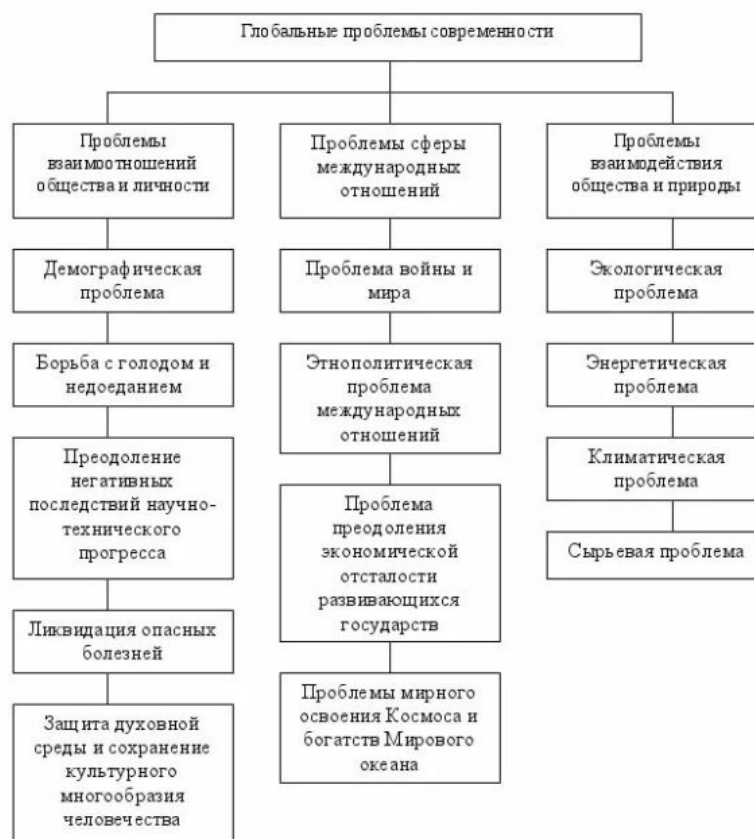 Глобальные проблемы современности
Проблемы
взаимоотношений
общества и личности
Демографическая
проблема
Борьба с голодом и
недоеданием
Преодоление
негативных
последствий научно-
технического
прогресса
Ликвидация опасных
болезней
Защита духовной
среды и сохранение
культурного
многообразия
человечества
Проблемы сферы
международных
отношений
Проблема войны и
мира
Этнополитическая
проблема
международных
отношений
Проблема
преодоления
экономической
отсталости
развивающихся
государств
Проблемы мирного
освоения Космоса и
богатств Мирового
океана
Проблемы
взаимодействия
общества и природы
Экологическая
проблема
Энергетическая
проблема
Климатическая
проблема
Сырьевая проблема